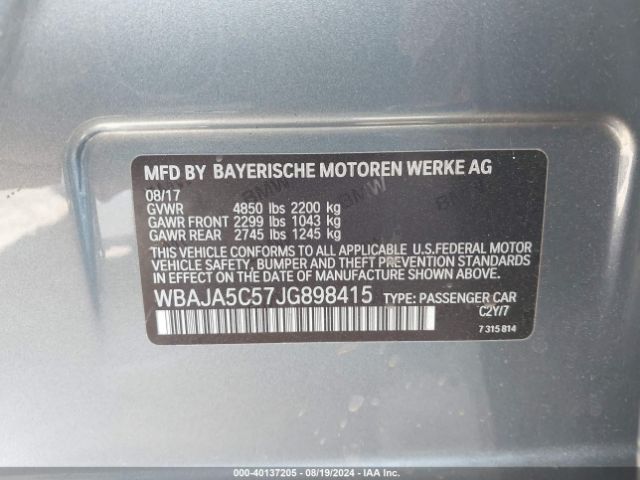 MFD BY BAYERISCHE MOTOREN WERKE AG
08/17
GVWR 4850 lbs 2200 kg
GAWR FRONT 2299 lbs 1043 kg
GAWR REAR 2745 lbs 1245 kg
THIS VEHICLE CONFORMS TO ALL APPLICABLE U.S. FEDERAL MOTOR
VEHICLE SAFETY, BUMPER, AND THEFT PREVENTION STANDARDS
IN EFFECT ON THE DATE OF MANUFACTURE SHOWN ABOVE.
WBAJA5C57JG898415 TYPE: PASSENGER CAR
C2Y/7
7 315 814
000-40137205 - 08/19/2024 - IAA Inc.